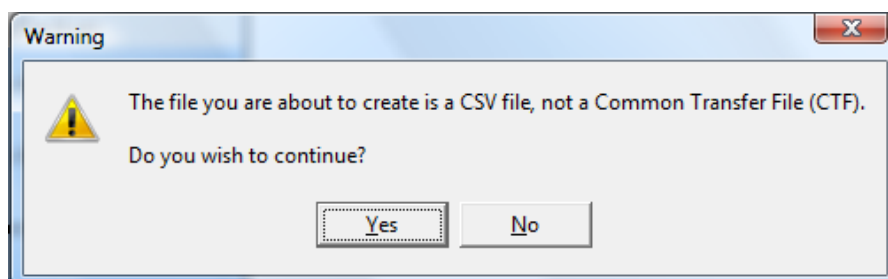 Warning
The file you are about to create is a CSV file, not a Common Transfer File (CTF).
Do you wish to continue?
Yes
No